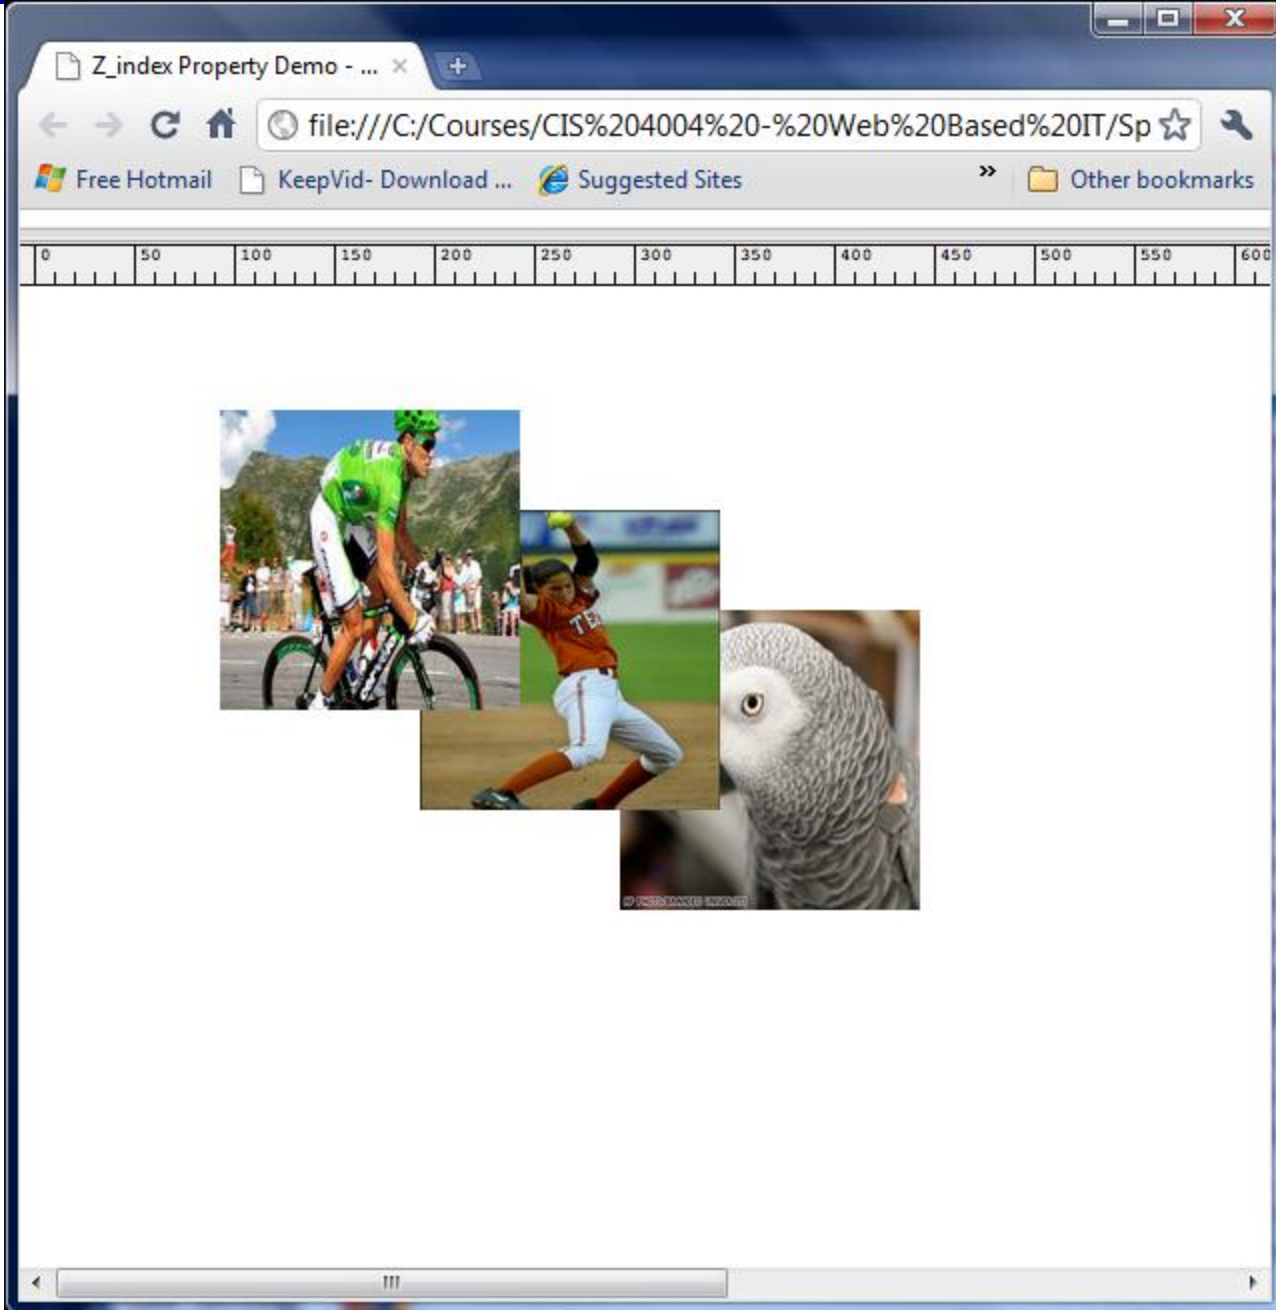 Z_index Property Demo - ...
file:///C:/Courses/CIS%204004%20-%20Web%20Based%20IT/Sp
Free Hotmail KeepVid- Download ... Suggested Sites » Other bookmarks
0 50 100 150 200 250 300 350 400 450 500 550 600
TE